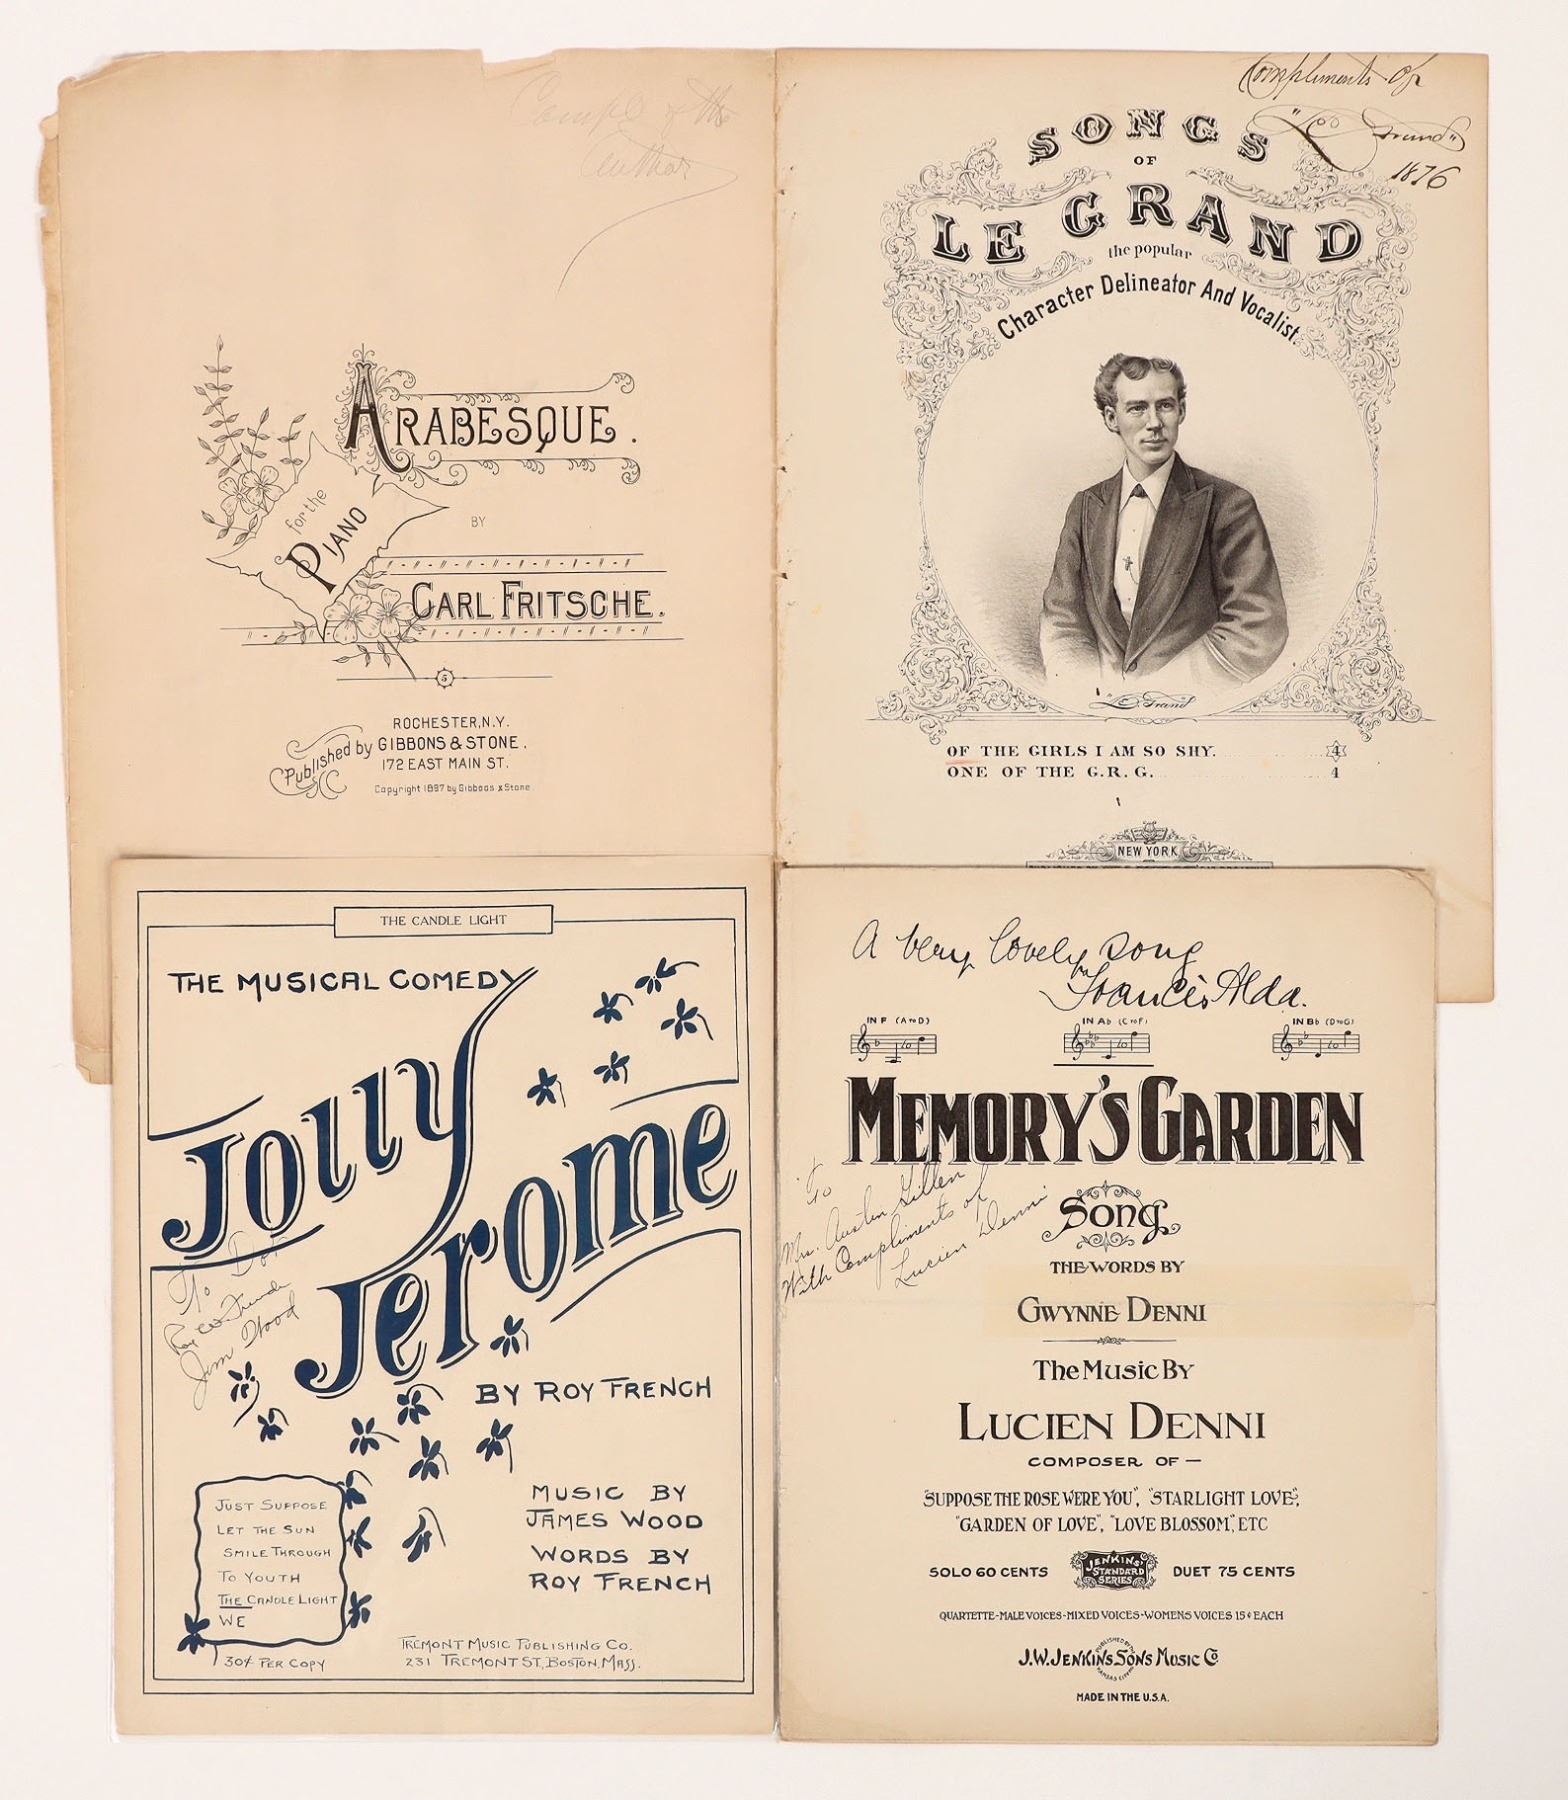 Compl of the
Author
ARABESQUE.
for the
PIANO
BY
CARL FRITSCHE.
5
ROCHESTER, N.Y.
Published by GIBBONS & STONE.
172 EAST MAIN ST.
Copyright 1897 by Gibbons & Stone.
Compliments of
"Le Grand"
1876
SONGS
OF
LE GRAND
the popular
Character Delineator And Vocalist.
Le Grand
OF THE GIRLS I AM SO SHY. 4
ONE OF THE G.R.G. 4
NEW YORK
THE CANDLE LIGHT
THE MUSICAL COMEDY
JOLLY
JEROME
To Dot
Roy French
Jim Wood
BY ROY FRENCH
MUSIC BY
JAMES WOOD
WORDS BY
ROY FRENCH
JUST SUPPOSE
LET THE SUN
SMILE THROUGH
TO YOUTH
THE CANDLE LIGHT
WE
30¢ PER COPY
TREMONT MUSIC PUBLISHING CO.
231 TREMONT ST., BOSTON, MASS.
A very lovely song
Frances Alda.
IN F (A TO D)
IN Ab (C TO F)
IN Bb (D TO G)
MEMORY'S GARDEN
To
Mrs. Austen Gillen
With Compliments of
Lucien Denni
Song
THE WORDS BY
GWYNNE DENNI
THE MUSIC BY
LUCIEN DENNI
COMPOSER OF —
"SUPPOSE THE ROSE WERE YOU", "STARLIGHT LOVE",
"GARDEN OF LOVE", "LOVE BLOSSOM", ETC
SOLO 60 CENTS
JENKINS'
STANDARD
SERIES
DUET 75 CENTS
QUARTETTE-MALE VOICES-MIXED VOICES-WOMENS VOICES 15¢ EACH
PUBLISHED BY THE
J.W. JENKINS SONS MUSIC CO
KANSAS CITY
MADE IN THE U.S.A.